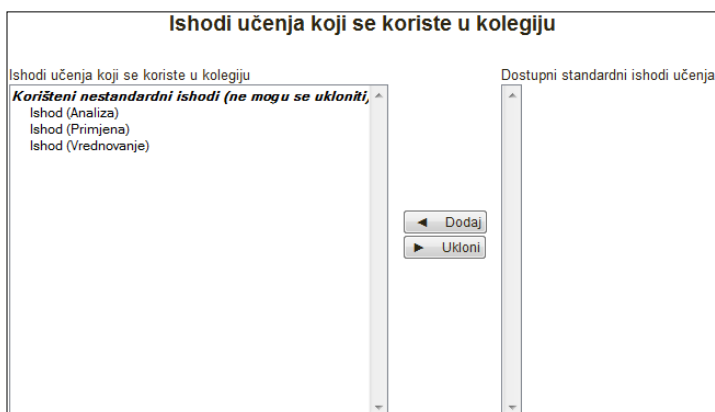 Ishodi učenja koji se koriste u kolegiju
Ishodi učenja koji se koriste u kolegiju
Dostupni standardni ishodi učenja
Korišteni nestandardni ishodi (ne mogu se ukloniti)
Ishod (Analiza)
Ishod (Primjena)
Ishod (Vrednovanje)
◄ Dodaj
► Ukloni